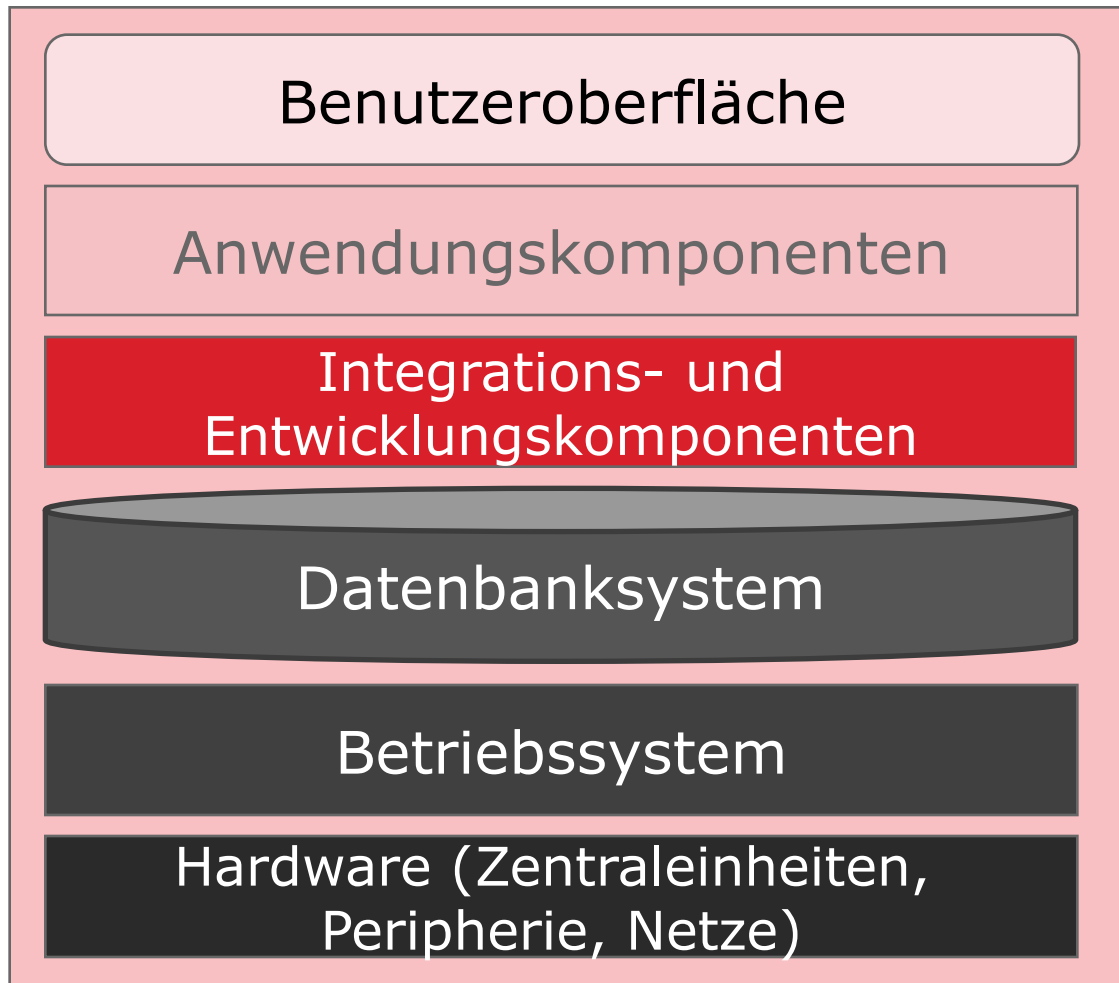 Benutzeroberfläche
Anwendungskomponenten
Integrations- und
Entwicklungskomponenten
Datenbanksystem
Betriebssystem
Hardware (Zentraleinheiten,
Peripherie, Netze)